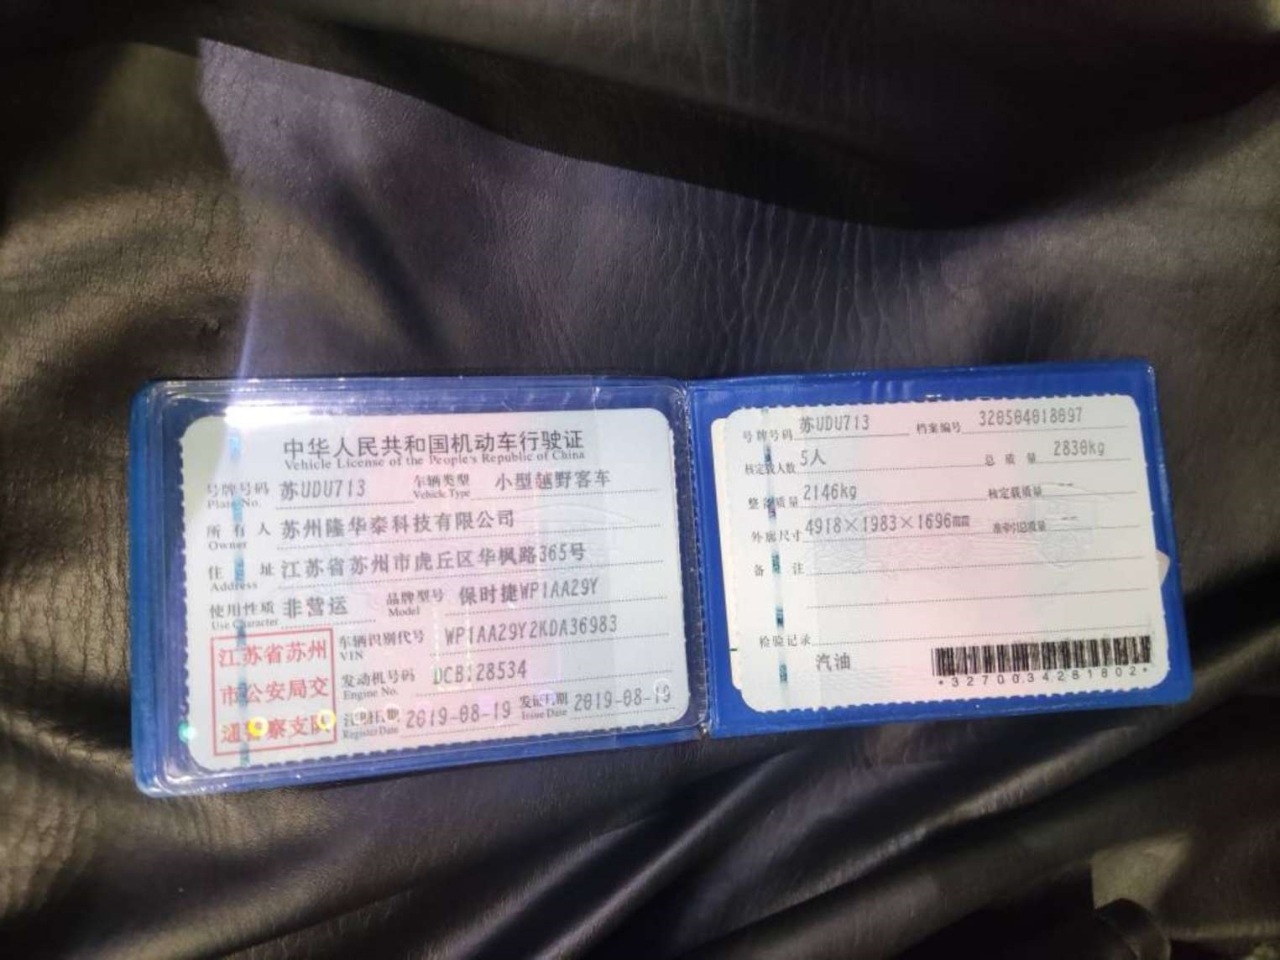 中华人民共和国机动车行驶证
Vehicle License of the People's Republic of China
号牌号码 苏UDU713 车辆类型 小型越野客车
Plate No. Vehicle Type
所有人 苏州隆华泰科技有限公司
Owner
住址 江苏省苏州市虎丘区华枫路365号
Address
使用性质 非营运 品牌型号 保时捷WP1AA29Y
Use Character Model
车辆识别代号 WP1AA29Y2KDA36983
VIN
发动机号码 DCB128534
Engine No.
注册日期 2019-08-19 发证日期 2019-08-19
Register Date Issue Date
江苏省苏州
市公安局交
通警察支队
号牌号码 苏UDU713 档案编号 320504018097
核定载人数 5人 总质量 2830kg
整备质量 2146kg 核定载质量 --
外廓尺寸 4918×1983×1696 准牵引总质量 --
备注
检验记录
汽油
*3270034281802*